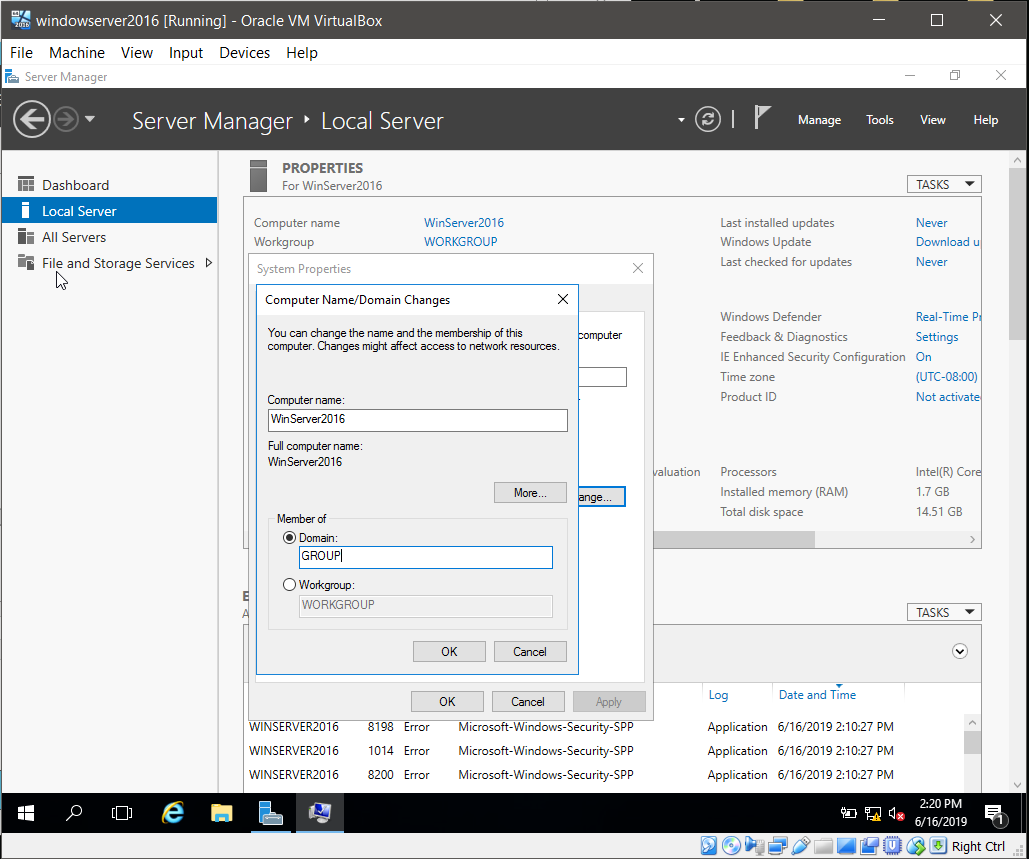 windowserver2016 [Running] - Oracle VM VirtualBox
File Machine View Input Devices Help
Server Manager
Server Manager Local Server
Manage Tools View Help
Dashboard
Local Server
All Servers
File and Storage Services
PROPERTIES
For WinServer2016
TASKS
Computer name WinServer2016
Workgroup WORKGROUP
Last installed updates Never
Windows Update Download u
Last checked for updates Never
Windows Defender Real-Time Pr
Feedback & Diagnostics Settings
IE Enhanced Security Configuration On
Time zone (UTC-08:00)
Product ID Not activate
valuation
Processors Intel(R) Core
Installed memory (RAM) 1.7 GB
Total disk space 14.51 GB
System Properties
computer
ange...
Computer Name/Domain Changes
You can change the name and the membership of this
computer. Changes might affect access to network resources.
Computer name:
WinServer2016
Full computer name:
WinServer2016
More...
Member of
Domain:
GROUP
Workgroup:
WORKGROUP
OK Cancel
OK Cancel Apply
TASKS
Log Date and Time
WINSERVER2016 8198 Error Microsoft-Windows-Security-SPP Application 6/16/2019 2:10:27 PM
WINSERVER2016 1014 Error Microsoft-Windows-Security-SPP Application 6/16/2019 2:10:27 PM
WINSERVER2016 8200 Error Microsoft-Windows-Security-SPP Application 6/16/2019 2:10:27 PM
2:20 PM
6/16/2019
1
Right Ctrl